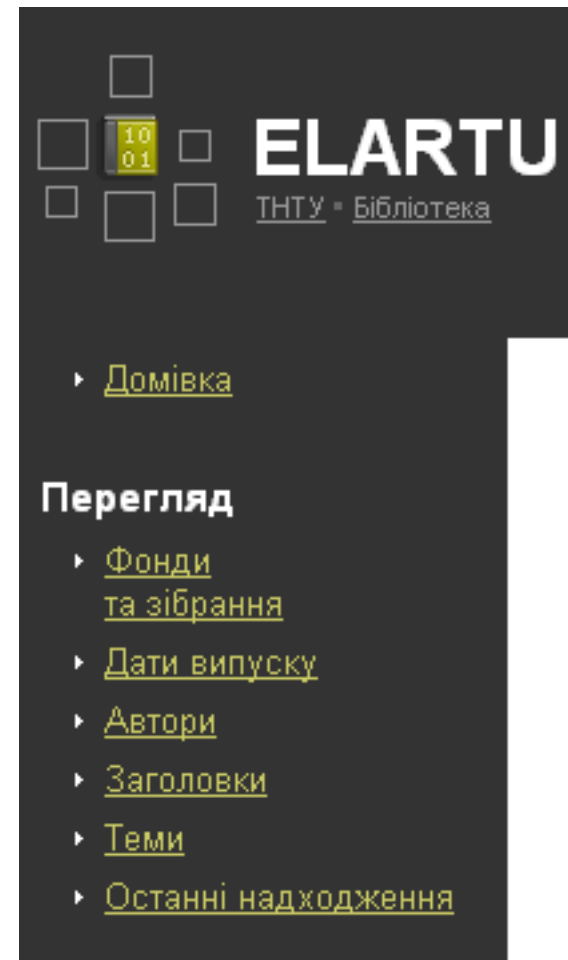 10
01
ELARTU
ТНТУ ▪ Бібліотека
Домівка
Перегляд
Фонди
та зібрання
Дати випуску
Автори
Заголовки
Теми
Останні надходження